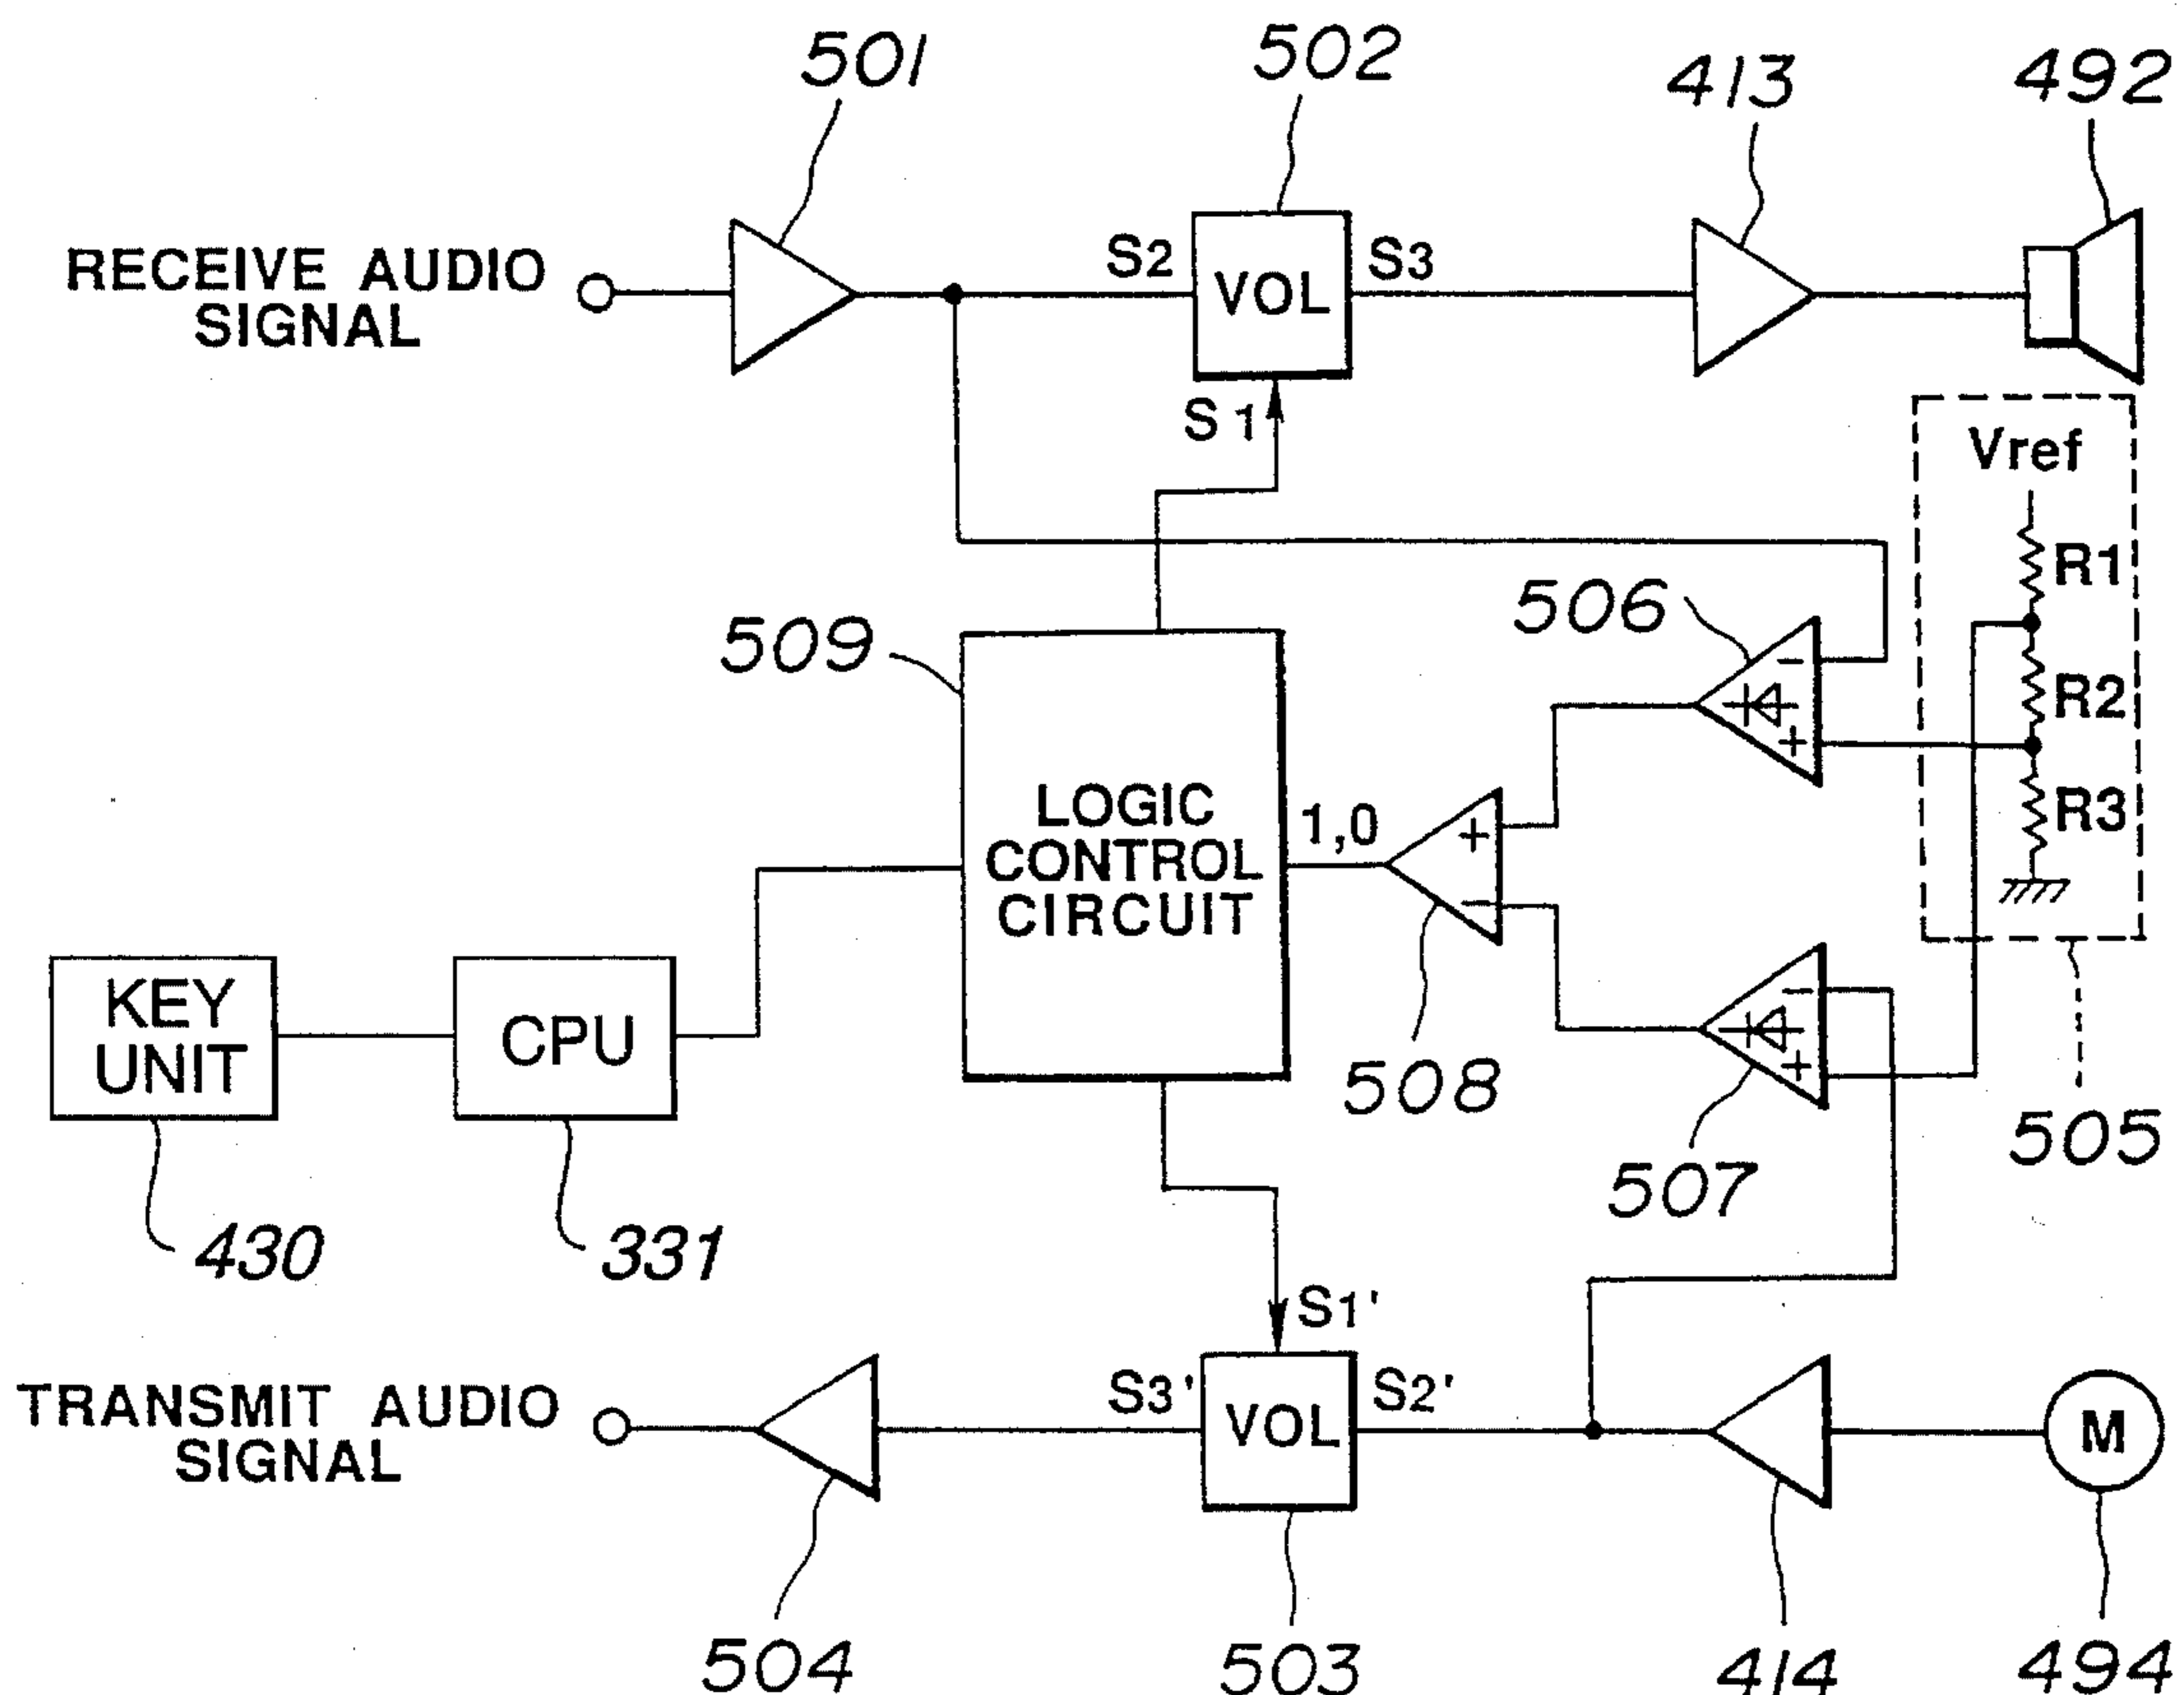 501
502
413
492
RECEIVE AUDIO
SIGNAL
S2
VOL
S3
S1
Vref
R1
506
509
R2
LOGIC
CONTROL
CIRCUIT
1,0
R3
-
+
+
-
-
+
KEY
UNIT
CPU
508
507
505
430
331
S1'
TRANSMIT AUDIO
SIGNAL
S3'
VOL
S2'
M
504
503
414
494